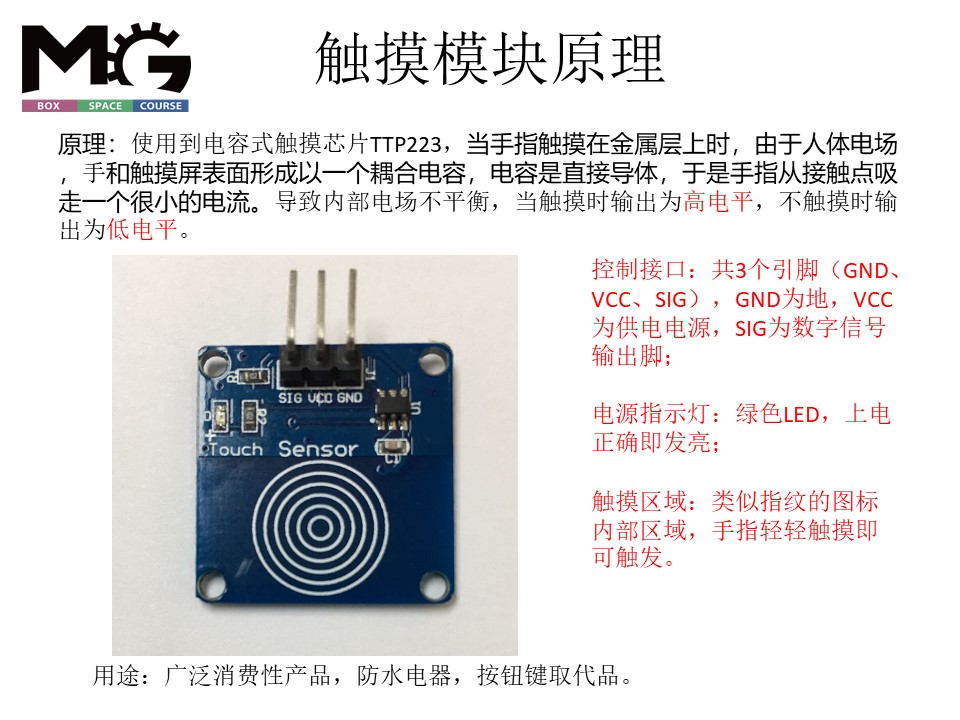 MG
BOX SPACE COURSE
触摸模块原理
原理：使用到电容式触摸芯片TTP223，当手指触摸在金属层上时，由于人体电场
，手和触摸屏表面形成以一个耦合电容，电容是直接导体，于是手指从接触点吸
走一个很小的电流。导致内部电场不平衡，当触摸时输出为高电平，不触摸时输
出为低电平。
控制接口：共3个引脚（GND、
VCC、SIG），GND为地，VCC
为供电电源，SIG为数字信号
输出脚；
电源指示灯：绿色LED，上电
正确即发亮；
触摸区域：类似指纹的图标
内部区域，手指轻轻触摸即
可触发。
SIG VCC GND
U1
C1
Touch Sensor
用途：广泛消费性产品，防水电器，按钮键取代品。